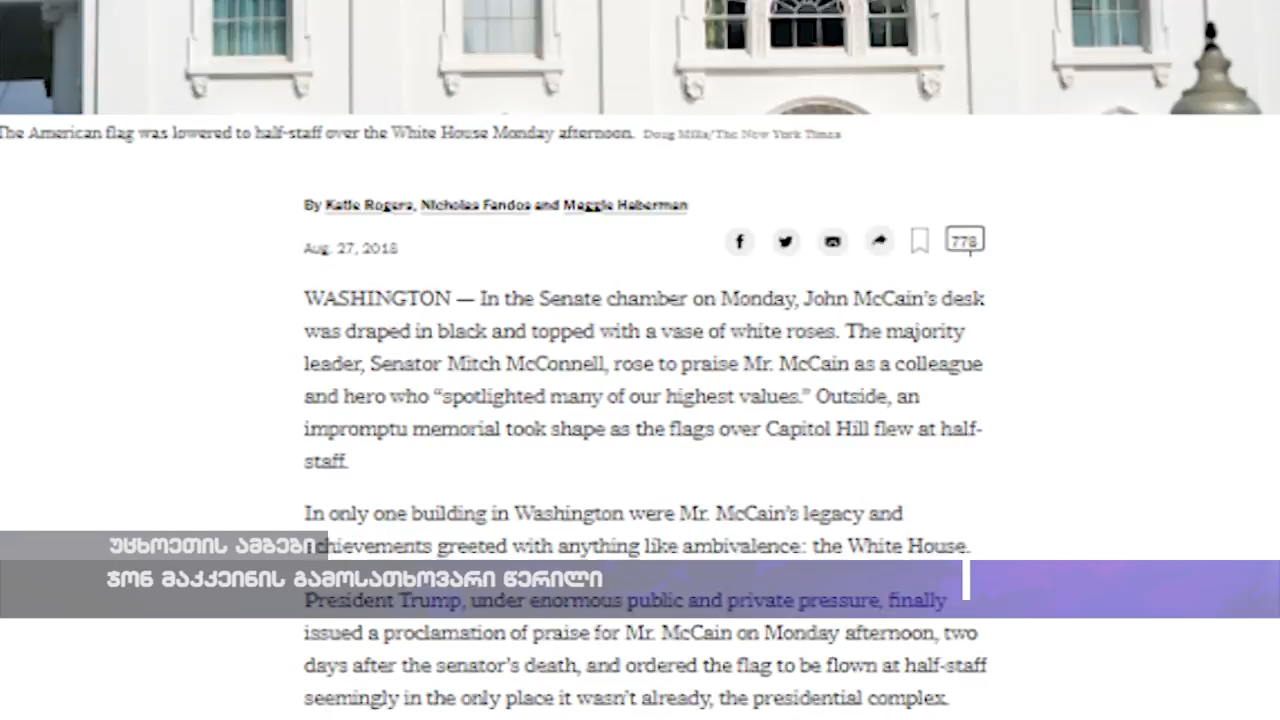 The American flag was lowered to half-staff over the White House Monday afternoon. Doug Mills/The New York Times
By Katie Rogers, Nicholas Fandos and Maggie Haberman
Aug. 27, 2018
778
WASHINGTON — In the Senate chamber on Monday, John McCain’s desk
was draped in black and topped with a vase of white roses. The majority
leader, Senator Mitch McConnell, rose to praise Mr. McCain as a colleague
and hero who “spotlighted many of our highest values.” Outside, an
impromptu memorial took shape as the flags over Capitol Hill flew at half-
staff.
In only one building in Washington were Mr. McCain’s legacy and
უცხოეთის ამბები
chievements greeted with anything like ambivalence: the White House.
ჯონ მაკკეინის გამოსათხოვარი წერილი
President Trump, under enormous public and private pressure, finally
issued a proclamation of praise for Mr. McCain on Monday afternoon, two
days after the senator’s death, and ordered the flag to be flown at half-staff
seemingly in the only place it wasn’t already, the presidential complex.